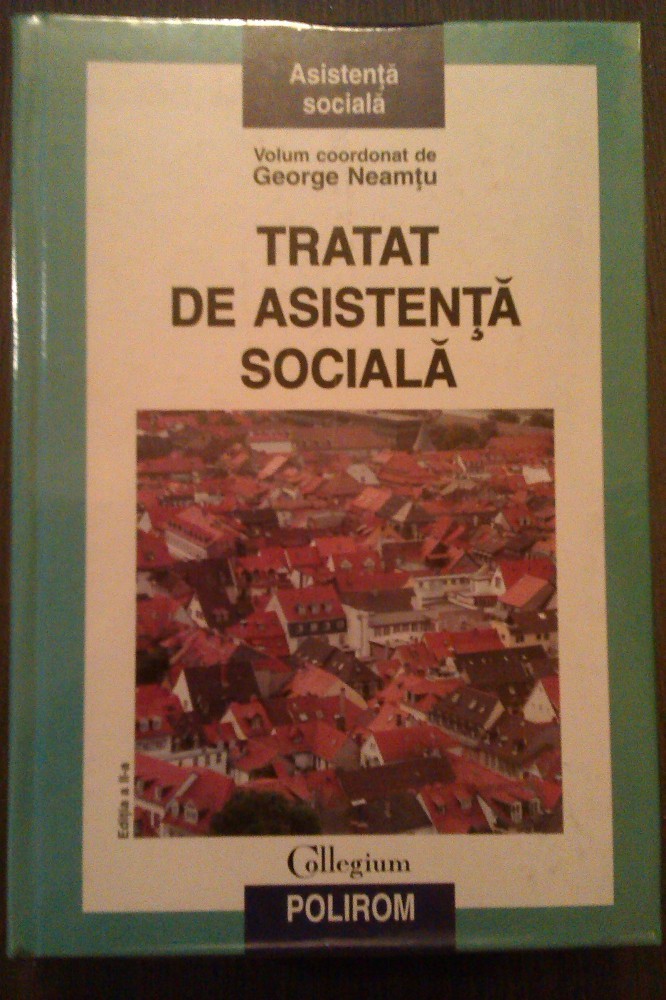 Asistență
socială
Volum coordonat de
George Neamțu
TRATAT
DE ASISTENȚĂ
SOCIALĂ
Ediția a II-a
Collegium
POLIROM